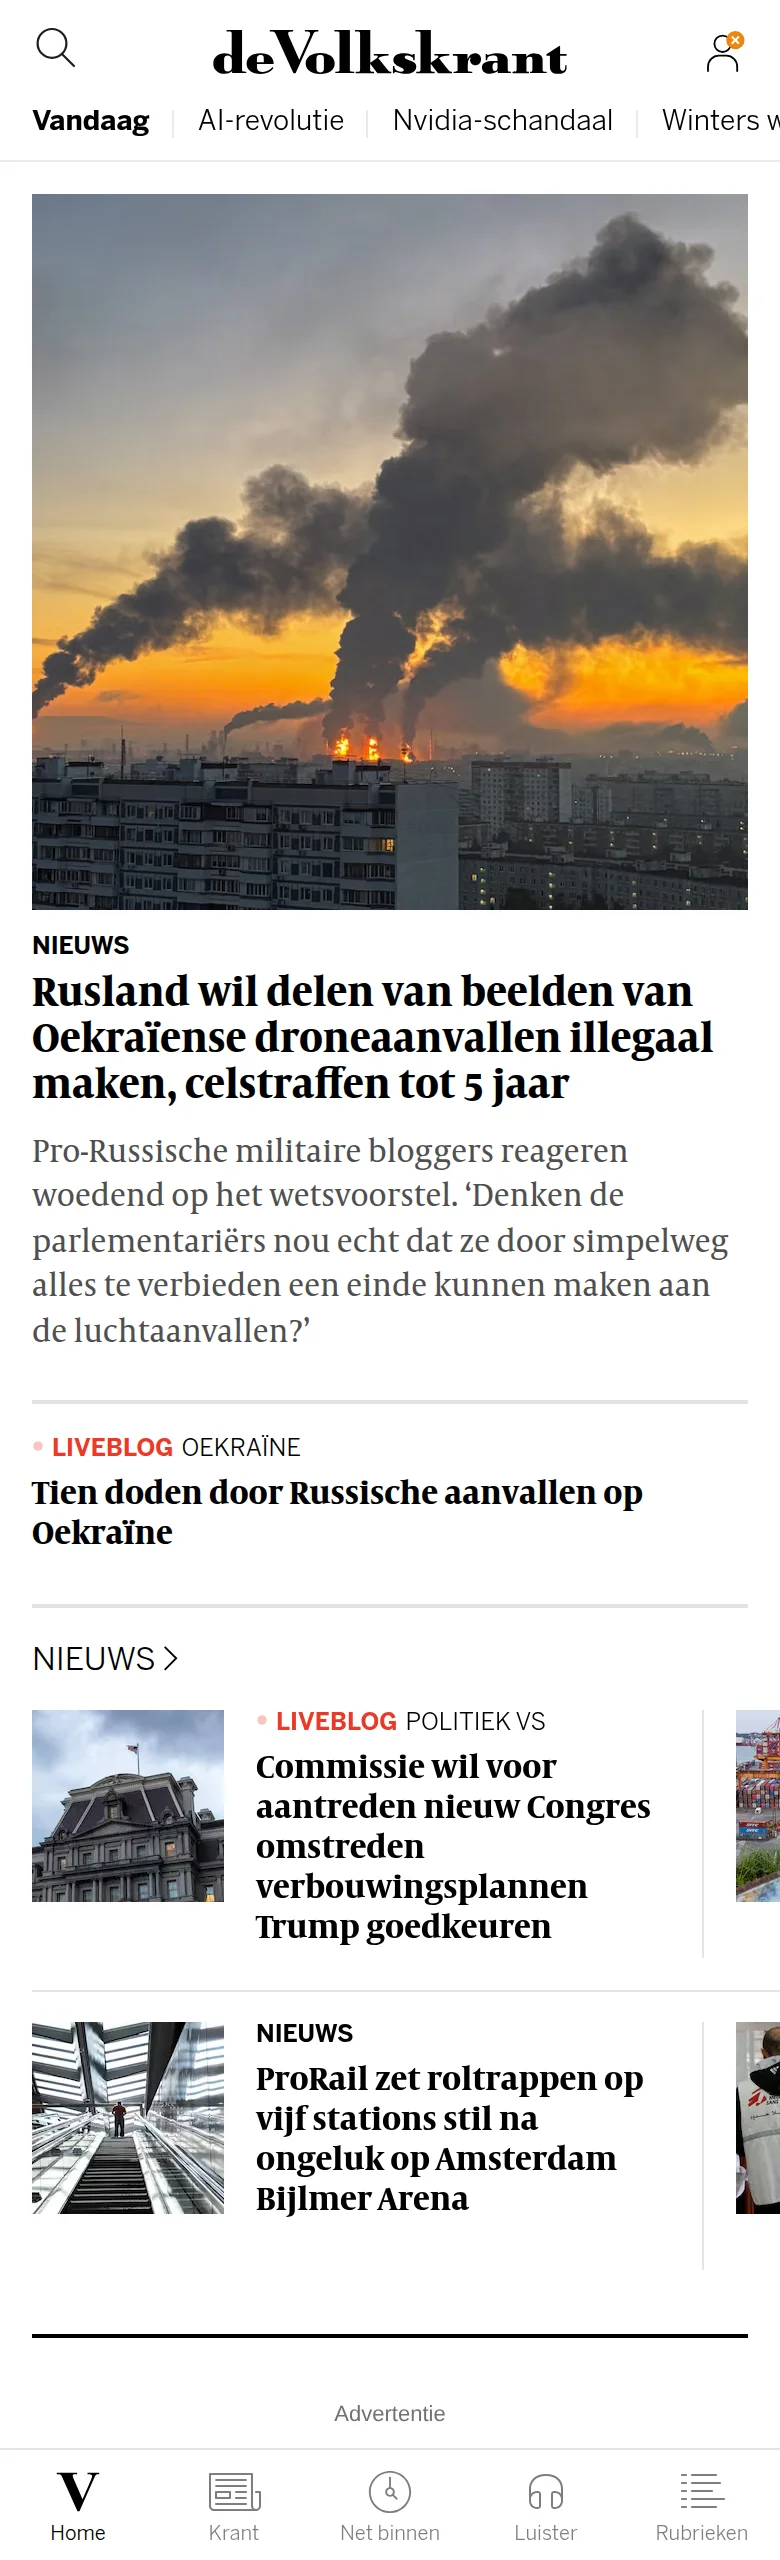 deVolkskrant
Vandaag AI-revolutie Nvidia-schandaal Winters
NIEUWS
Rusland wil delen van beelden van
Oekraïense droneaanvallen illegaal
maken, celstraffen tot 5 jaar
Pro-Russische militaire bloggers reageren
woedend op het wetsvoorstel. ‘Denken de
parlementariërs nou echt dat ze door simpelweg
alles te verbieden een einde kunnen maken aan
de luchtaanvallen?’
LIVEBLOG OEKRAÏNE
Tien doden door Russische aanvallen op
Oekraïne
NIEUWS
LIVEBLOG POLITIEK VS
Commissie wil voor
aantreden nieuw Congres
omstreden
verbouwingsplannen
Trump goedkeuren
NIEUWS
ProRail zet roltrappen op
vijf stations stil na
ongeluk op Amsterdam
Bijlmer Arena
Advertentie
V
Home Krant Net binnen Luister Rubrieken